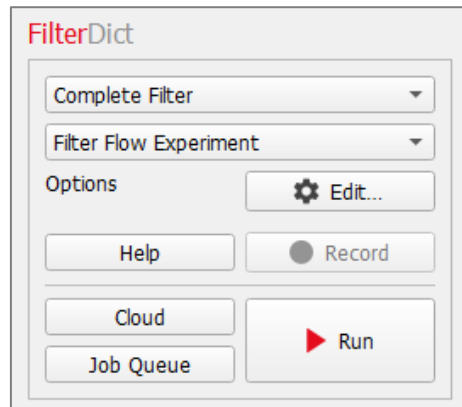 FilterDict
Complete Filter
Filter Flow Experiment
Options
Edit...
Help
Record
Cloud
Job Queue
Run